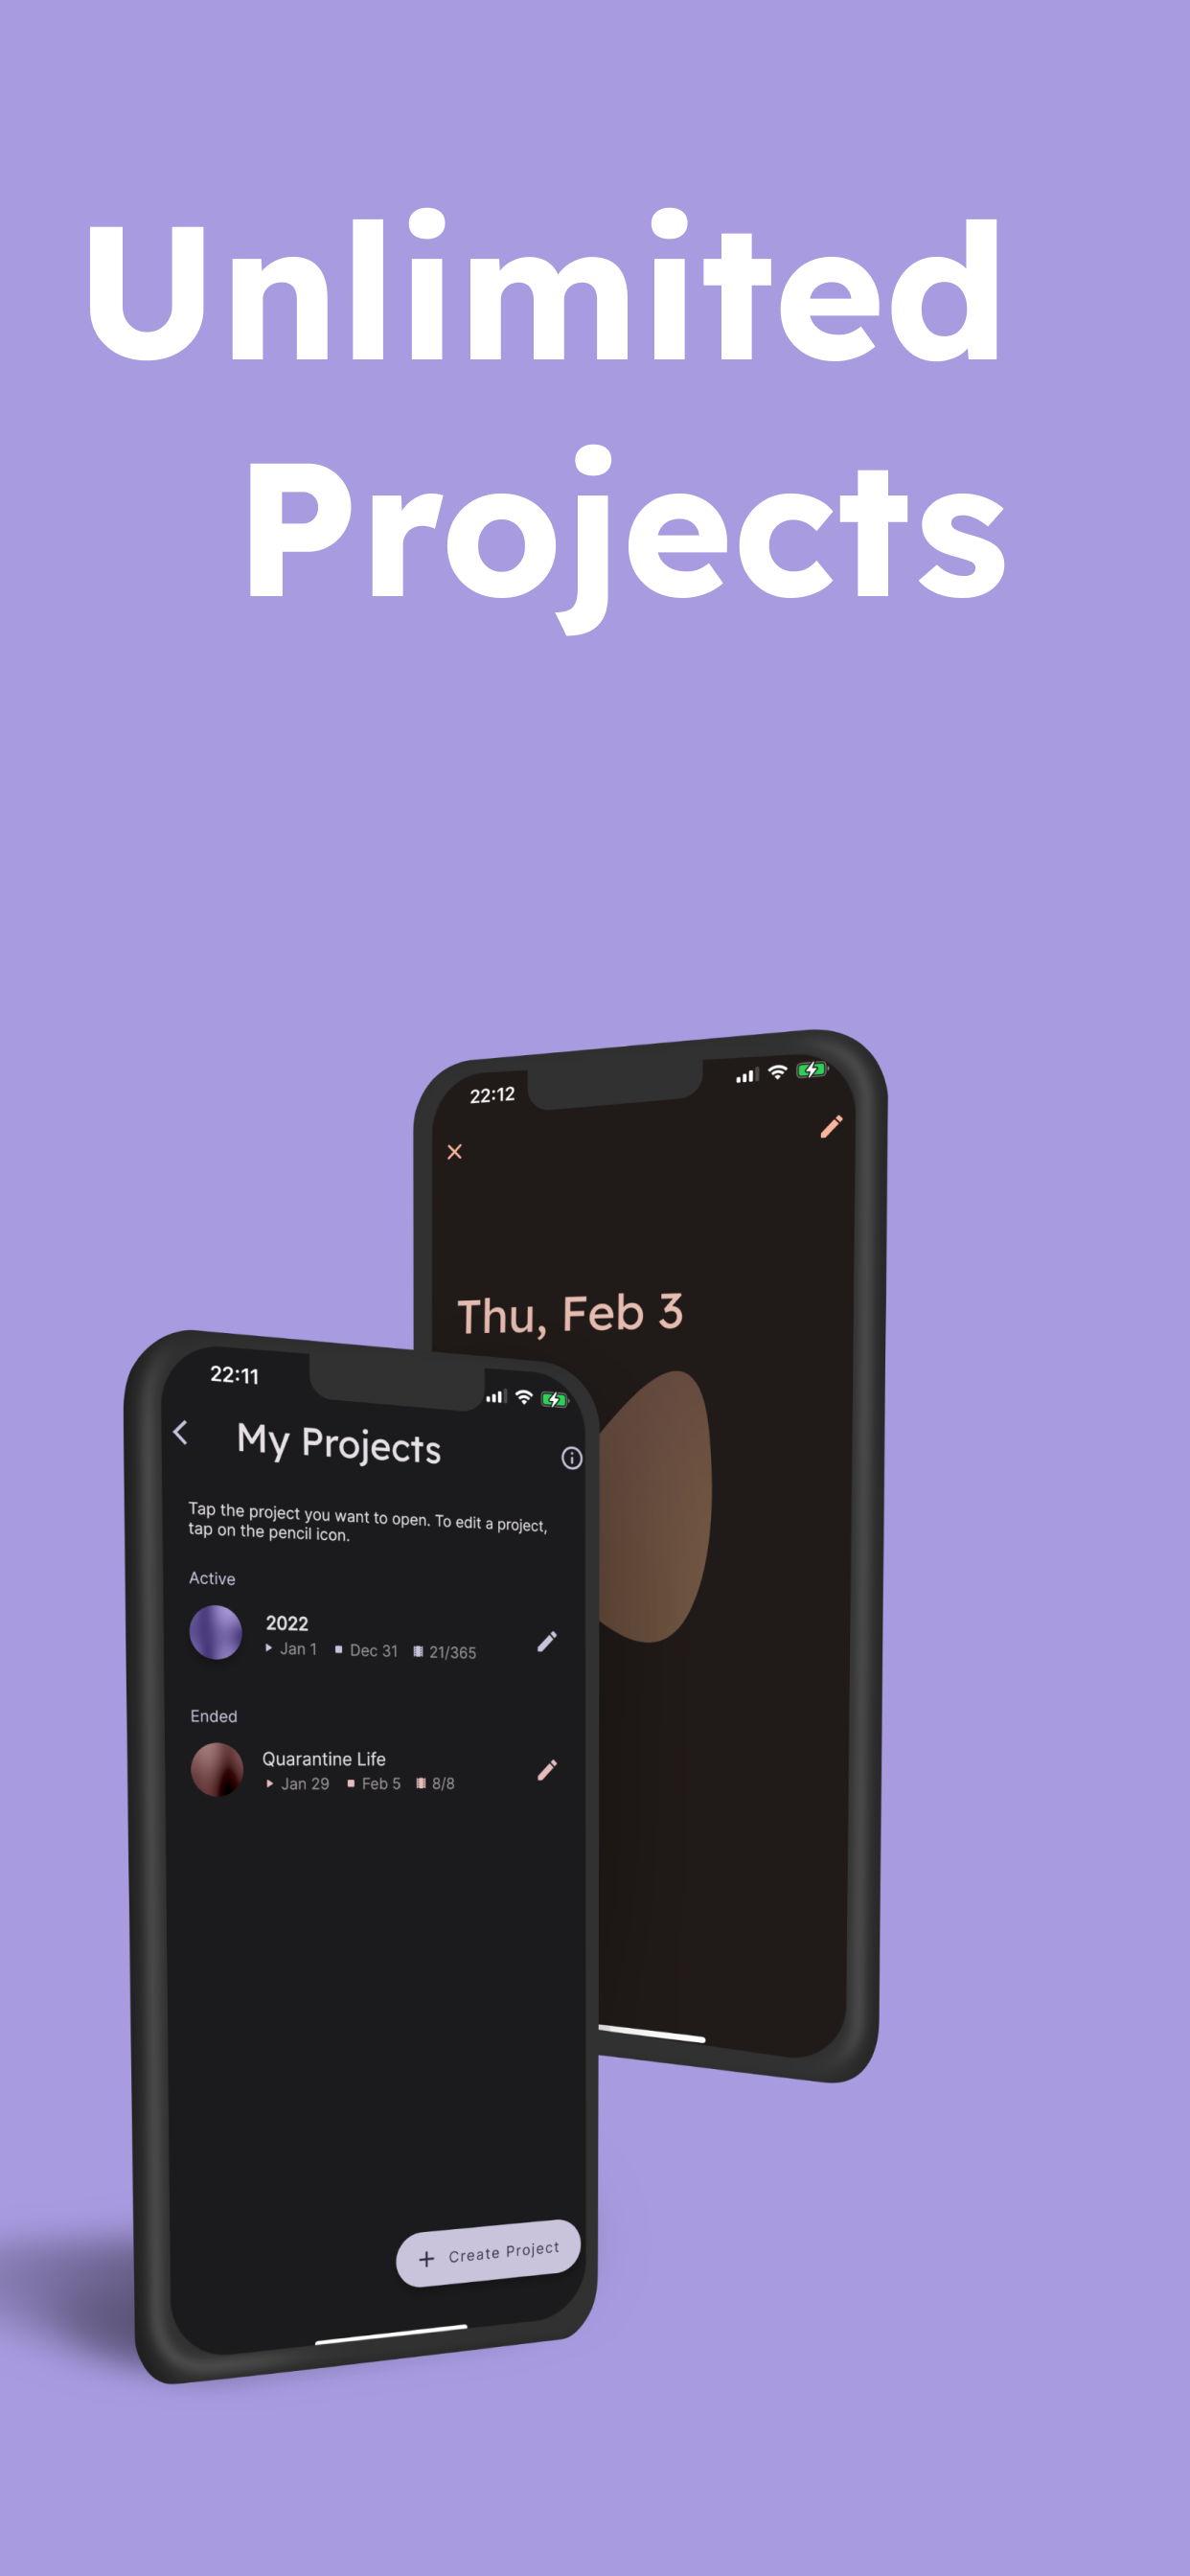 Unlimited
Projects
22:12
Thu, Feb 3
22:11
My Projects
Tap the project you want to open. To edit a project,
tap on the pencil icon.
Active
2022
Jan 1 Dec 31 21/365
Ended
Quarantine Life
Jan 29 Feb 5 8/8
+ Create Project